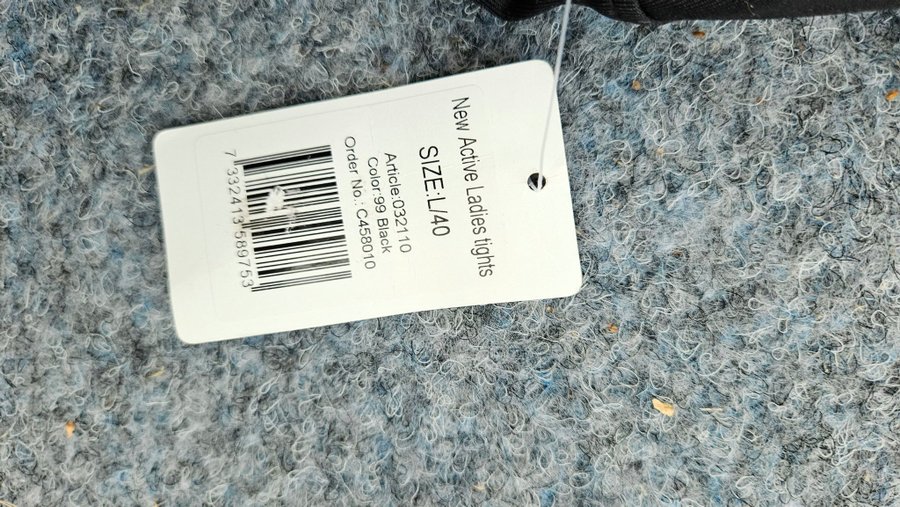 New Active Ladies tights
SIZE:L/40
Article:032110
Color:99 Black
Order No.: C458010
7 332413 589753